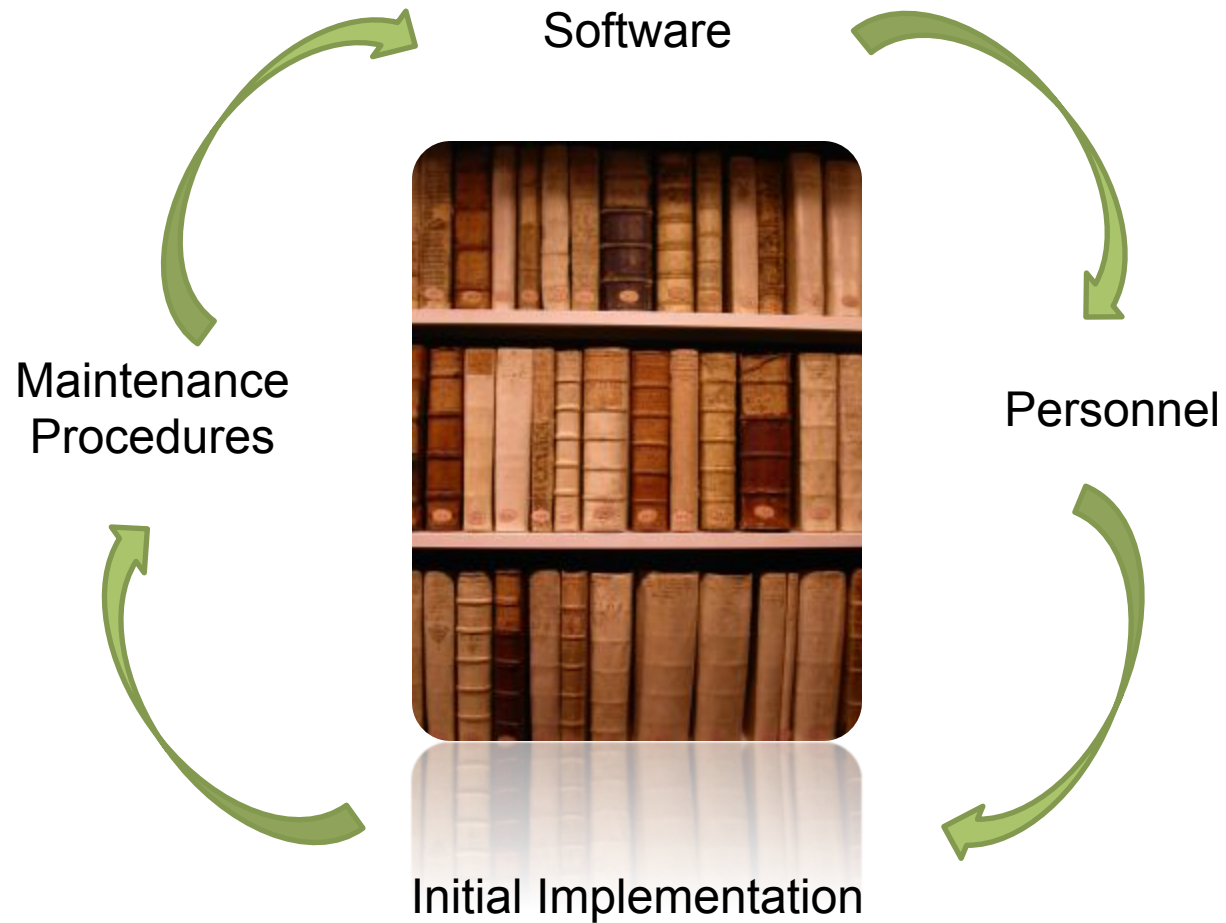 Software
Maintenance
Procedures
Personnel
Initial Implementation